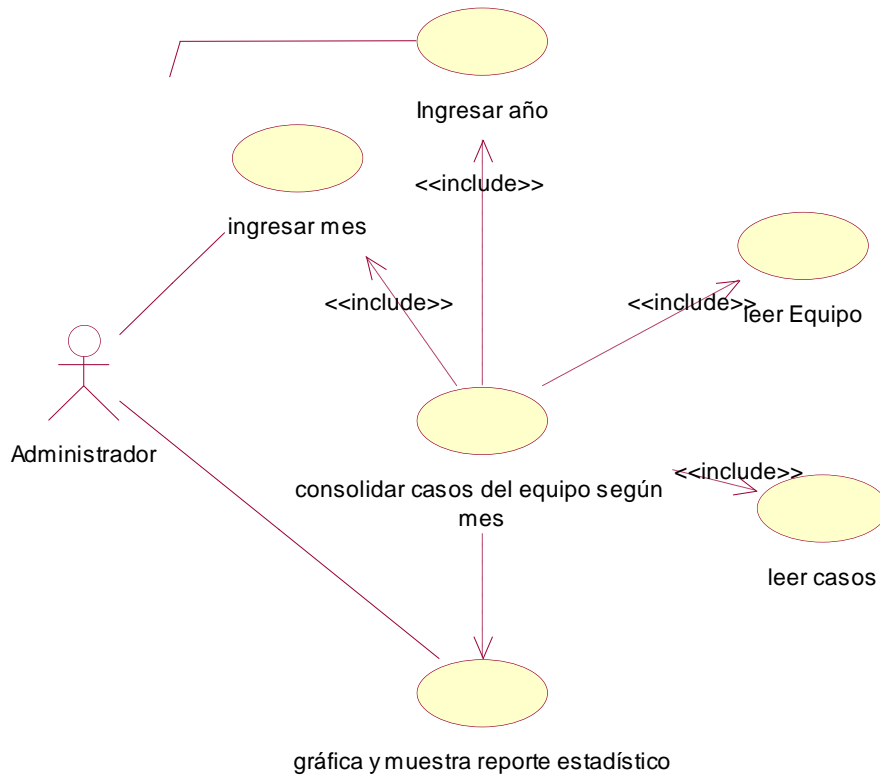 Ingresar año
<<include>>
ingresar mes
<<include>>
<<include>>
leer Equipo
Administrador
<<include>>
consolidar casos del equipo según
mes
leer casos
gráfica y muestra reporte estadístico